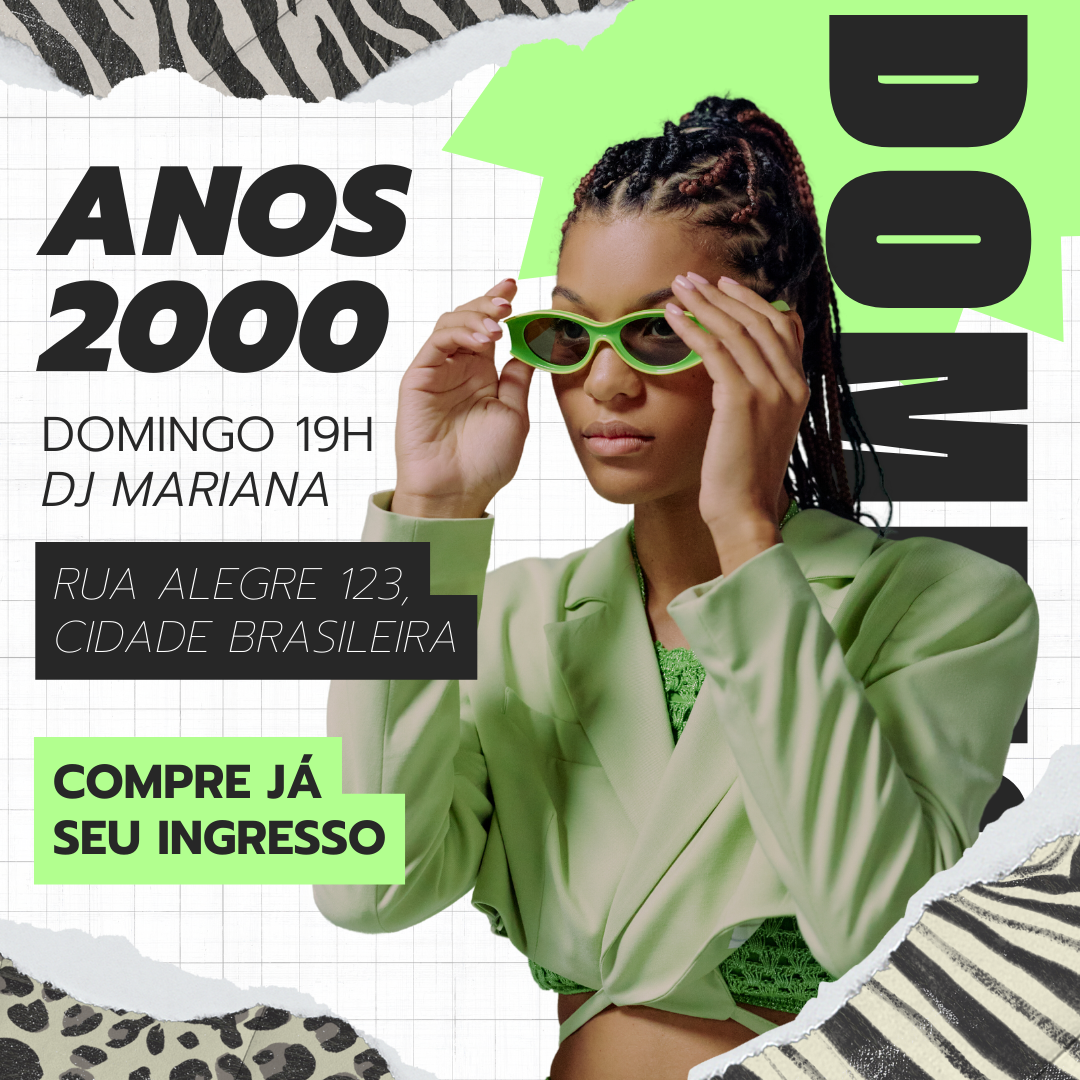 ANOS
2000
DOMINGO 19H
DJ MARIANA
RUA ALEGRE 123,
CIDADE BRASILEIRA
COMPRE JÁ
SEU INGRESSO